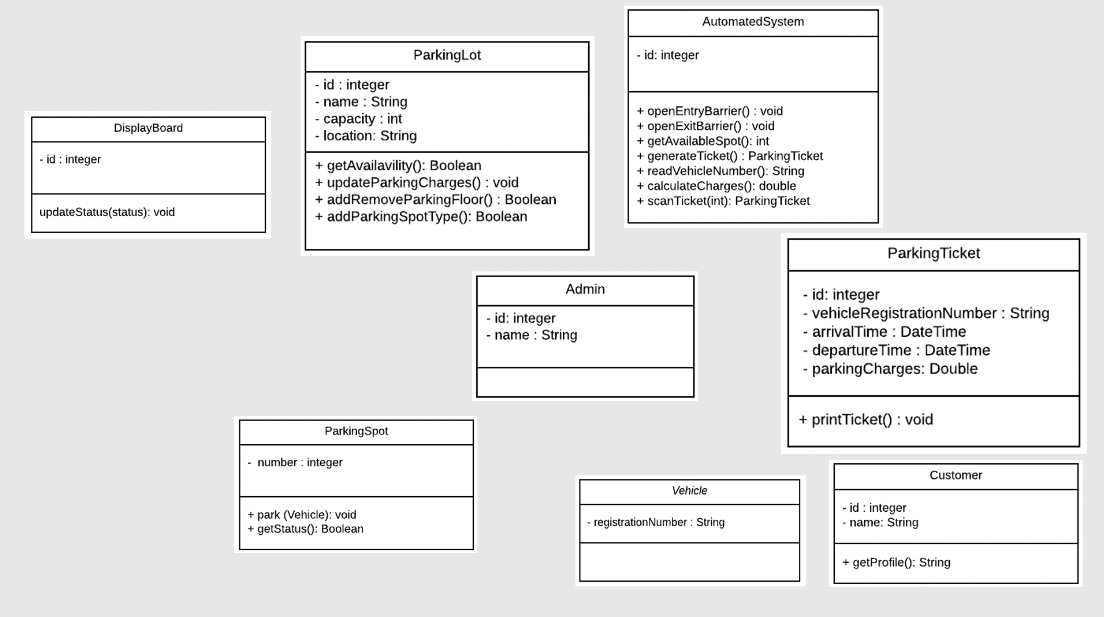 AutomatedSystem
- id: integer
+ openEntryBarrier() : void
+ openExitBarrier() : void
+ getAvailableSpot(): int
+ generateTicket() : ParkingTicket
+ readVehicleNumber(): String
+ calculateCharges(): double
+ scanTicket(int): ParkingTicket
ParkingLot
- id : integer
- name : String
- capacity : int
- location: String
+ getAvailavility(): Boolean
+ updateParkingCharges() : void
+ addRemoveParkingFloor() : Boolean
+ addParkingSpotType(): Boolean
DisplayBoard
- id : integer
updateStatus(status): void
ParkingTicket
- id: integer
- vehicleRegistrationNumber : String
- arrivalTime : DateTime
- departureTime : DateTime
- parkingCharges: Double
+ printTicket() : void
Admin
- id: integer
- name : String
ParkingSpot
- number : integer
+ park (Vehicle): void
+ getStatus(): Boolean
Vehicle
- registrationNumber : String
Customer
- id : integer
- name: String
+ getProfile(): String